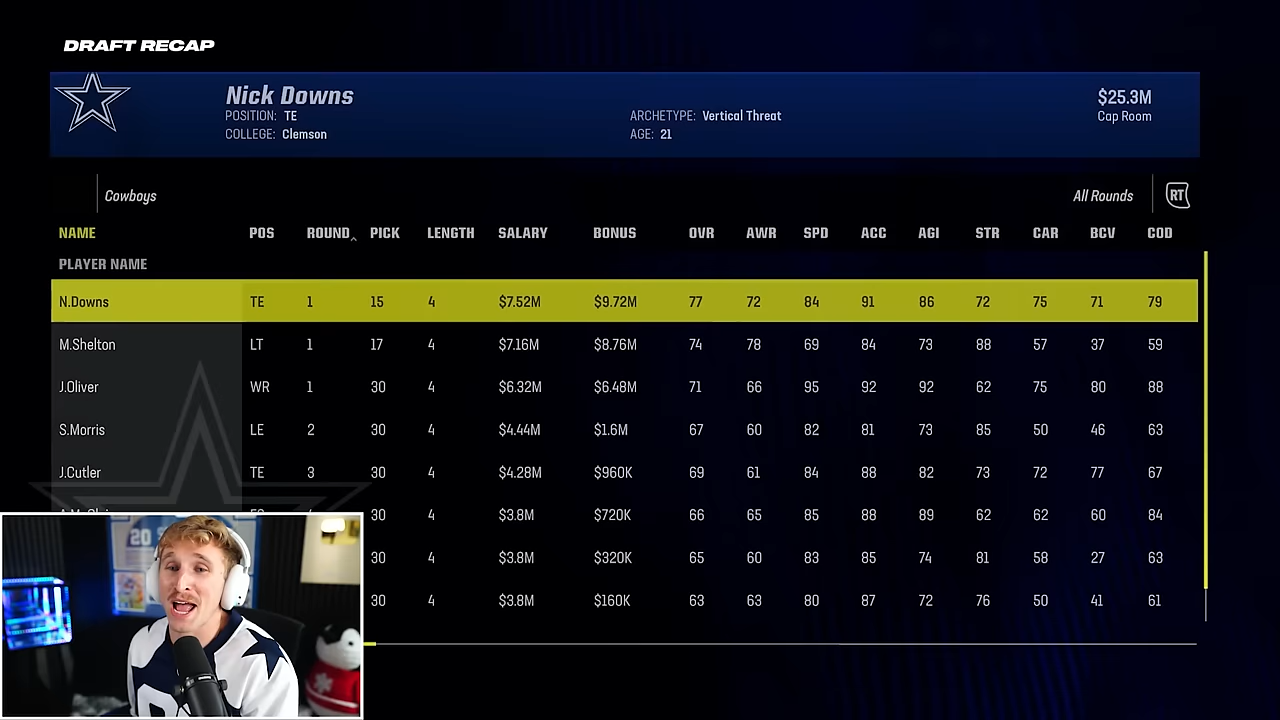 DRAFT RECAP
Nick Downs
$25.3M
POSITION: TE
ARCHETYPE: Vertical Threat
Cap Room
COLLEGE: Clemson
AGE: 21
Cowboys
All Rounds
RT
NAME POS ROUND PICK LENGTH SALARY BONUS OVR AWR SPD ACC AGI STR CAR BCV COD
PLAYER NAME
N.Downs TE 1 15 4 $7.52M $9.72M 77 72 84 91 86 72 75 71 79
M.Shelton LT 1 17 4 $7.16M $8.76M 74 78 69 84 73 88 57 37 59
J.Oliver WR 1 30 4 $6.32M $6.48M 71 66 95 92 92 62 75 80 88
S.Morris LE 2 30 4 $4.44M $1.6M 67 60 82 81 73 85 50 46 63
J.Cutler TE 3 30 4 $4.28M $960K 69 61 84 88 82 73 72 77 67
30 4 $3.8M $720K 66 65 85 88 89 62 62 60 84
30 4 $3.8M $320K 65 60 83 85 74 81 58 27 63
30 4 $3.8M $160K 63 63 80 87 72 76 50 41 61
20